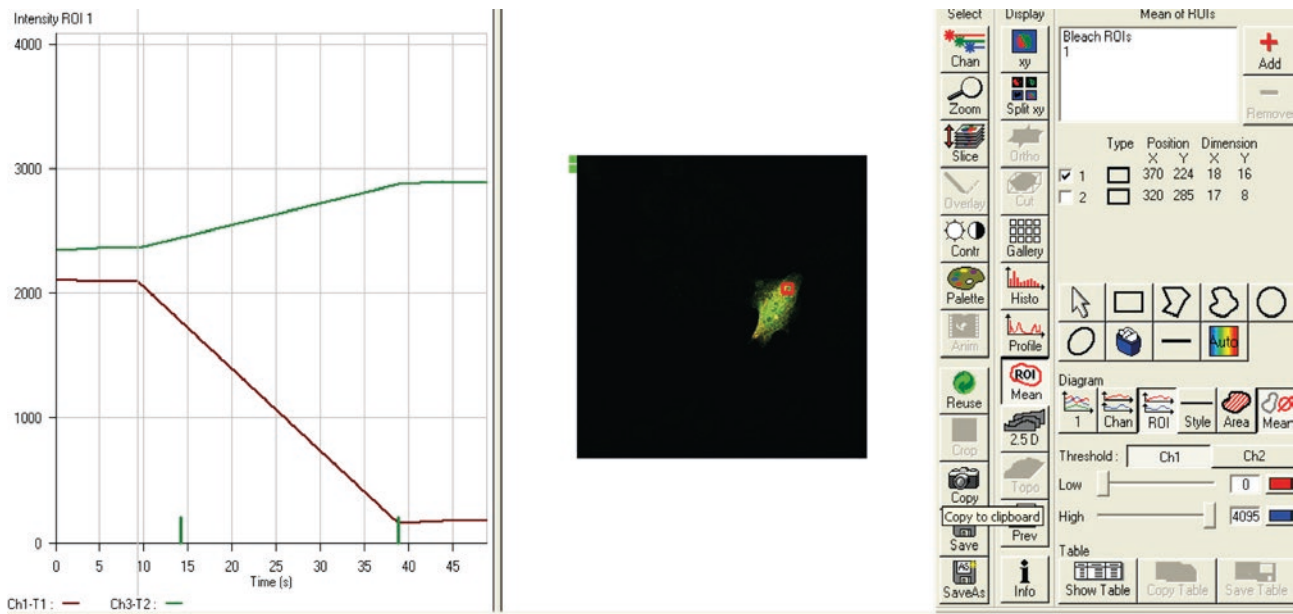 Intensity ROI 1
4000
3000
2000
1000
0
0 5 10 15 20 25 30 35 40 45
Time (s)
Ch1-T1 : Ch3-T2 :
Select
Chan
Zoom
Slice
Overlay
Contr
Palette
Anim
Reuse
Crop
Copy
Copy to clipboard
Save
AS
SaveAs
Display
xy
Split xy
Ortho
Cut
Gallery
Histo
Profile
ROI
Mean
2.5 D
Topo
Prev
i
Info
Mean of ROIs
Bleach ROIs
1
Add
Remove
Type Position Dimension
X Y X Y
1 370 224 18 16
2 320 285 17 8
Auto
Diagram
1 Chan ROI Style Area Mean
Threshold : Ch1 Ch2
Low 0
High 4095
Table
Show Table Copy Table Save Table